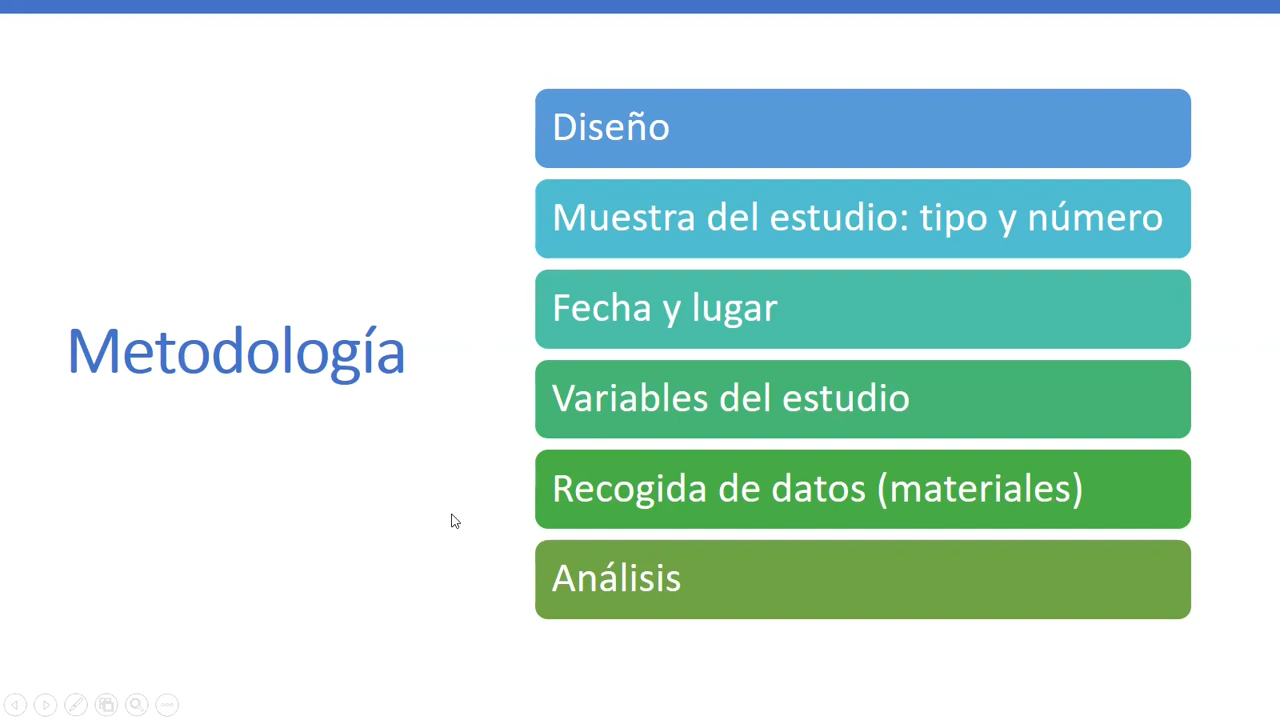 Metodología
Diseño
Muestra del estudio: tipo y número
Fecha y lugar
Variables del estudio
Recogida de datos (materiales)
Análisis